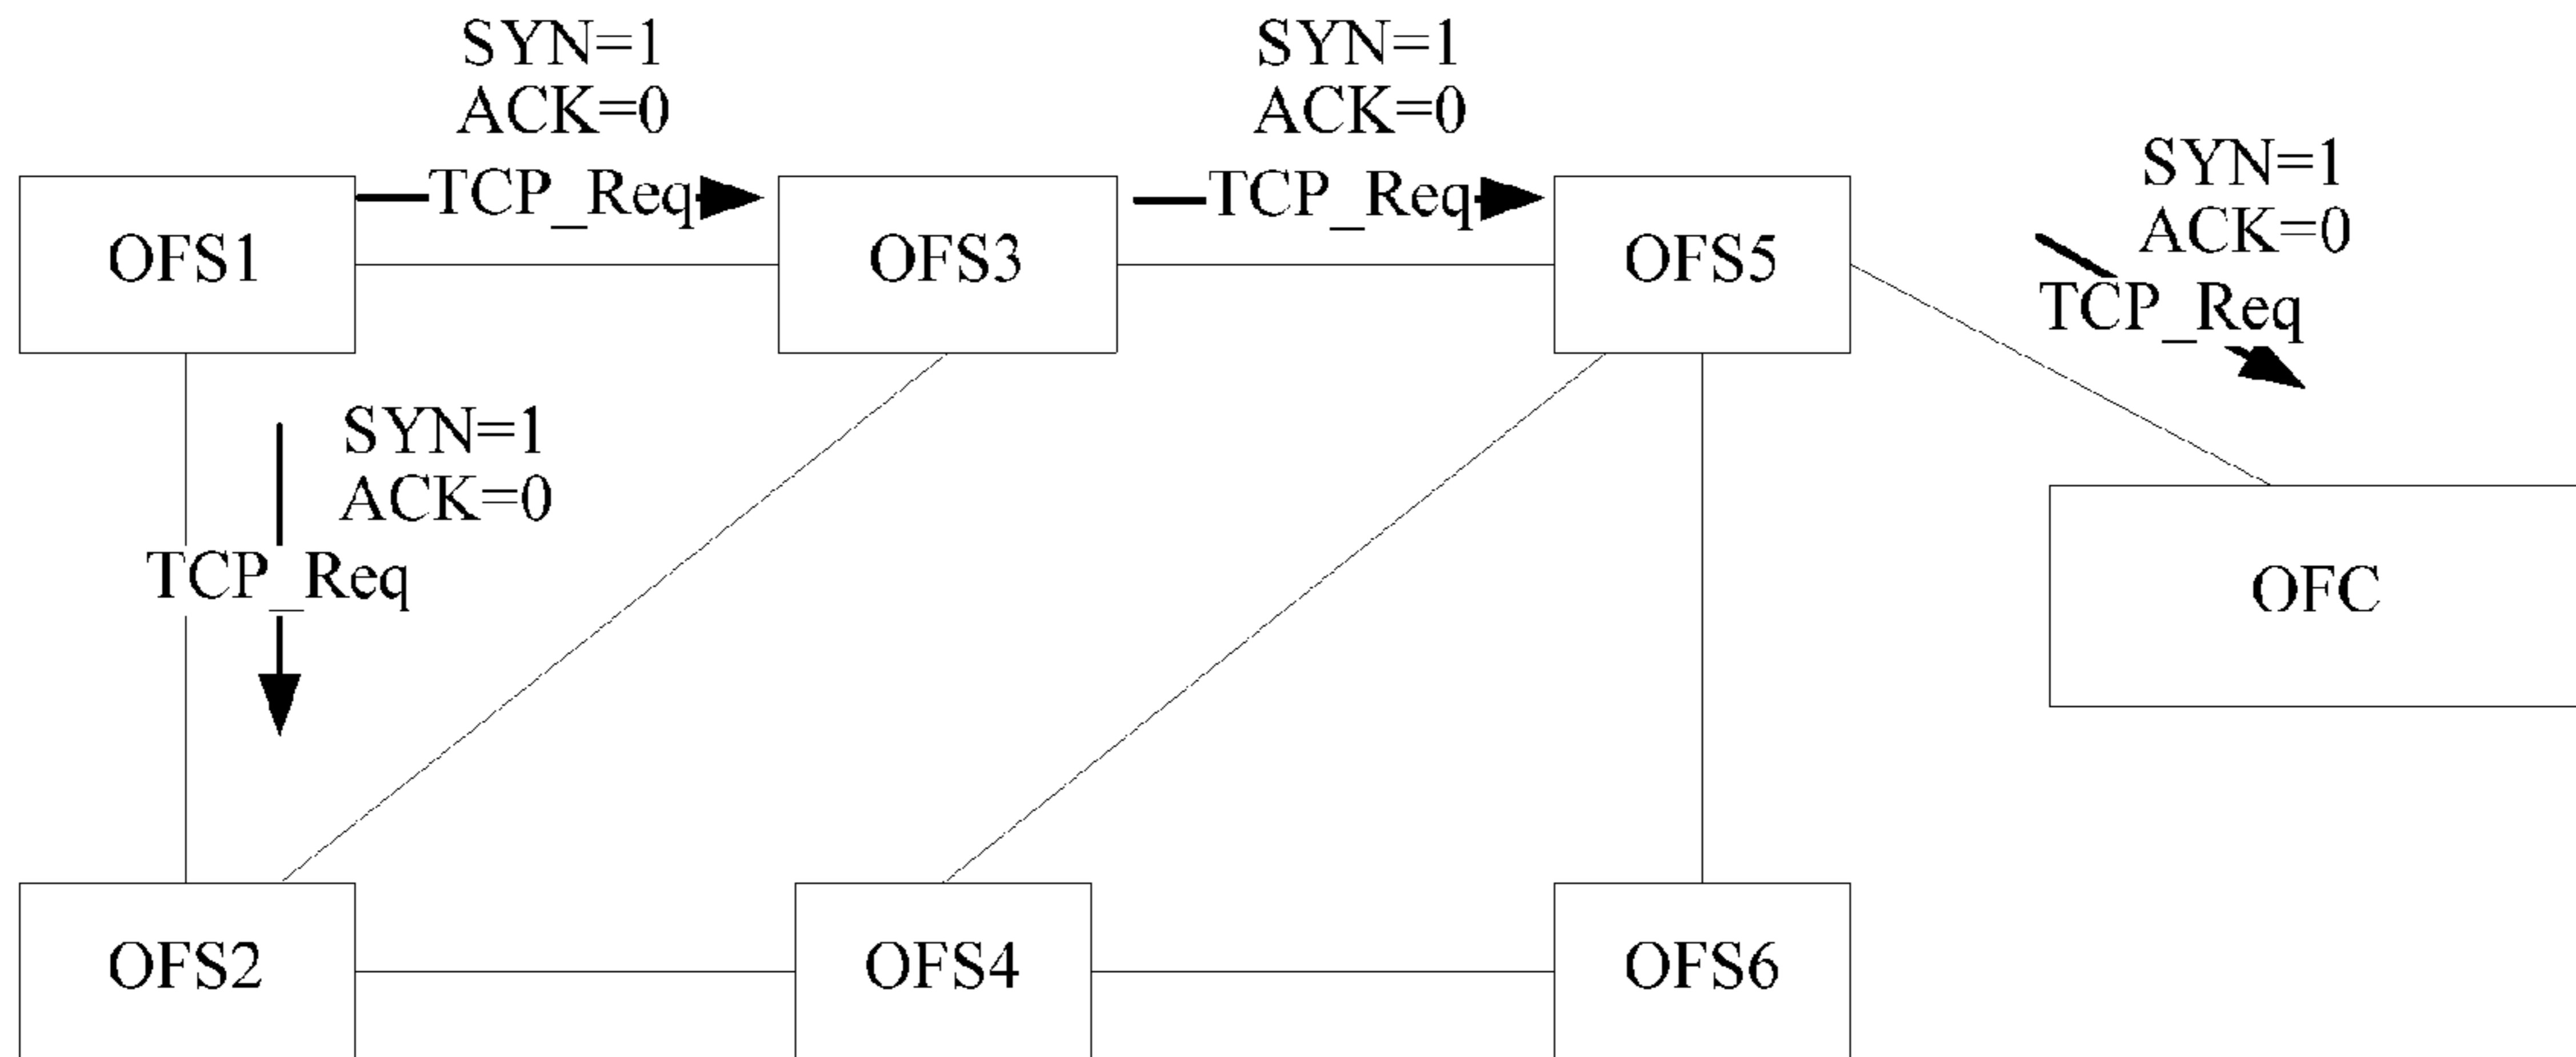 SYN=1
ACK=0
TCP_Req
SYN=1
ACK=0
TCP_Req
SYN=1
ACK=0
TCP_Req
OFS1
OFS3
OFS5
SYN=1
ACK=0
TCP_Req
OFC
OFS2
OFS4
OFS6